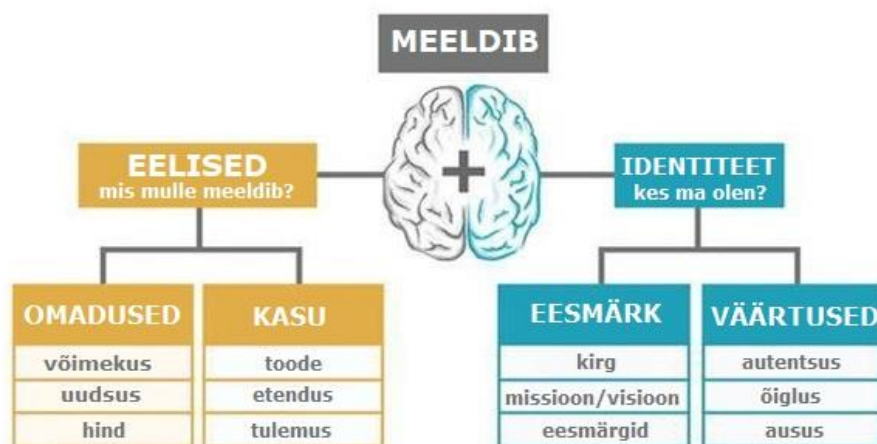 MEELDIB
EELISED
mis mulle meeldib?
+
IDENTITEET
kes ma olen?
OMADUSED
võimekus
uudsus
hind
KASU
toode
etendus
tulemus
EESMÄRK
kirg
missioon/visioon
eesmärgid
VÄÄRTUSED
autentsus
õiglus
ausus